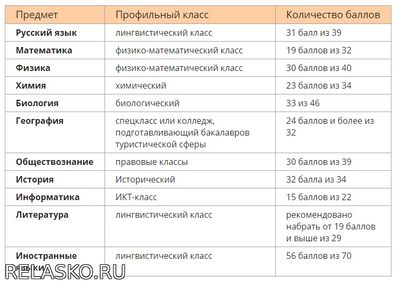 Предмет Профильный класс Количество баллов
Русский язык лингвистический класс 31 балл из 39
Математика физико-математический класс 19 баллов из 32
Физика физико-математический класс 30 баллов из 40
Химия химический 23 баллов из 34
Биология биологический 33 из 46
География спецкласс или колледж, 24 баллов и более из
подготавливающий бакалавров 32
туристической сферы
Обществознание правовые классы 30 баллов из 39
История Исторический 32 балла из 34
Информатика ИКТ-класс 15 баллов из 22
Литература лингвистический класс рекомендовано
набрать от 19 баллов
и выше из 29
Иностранные лингвистический класс 56 баллов из 70
языки
RELASKO.RU